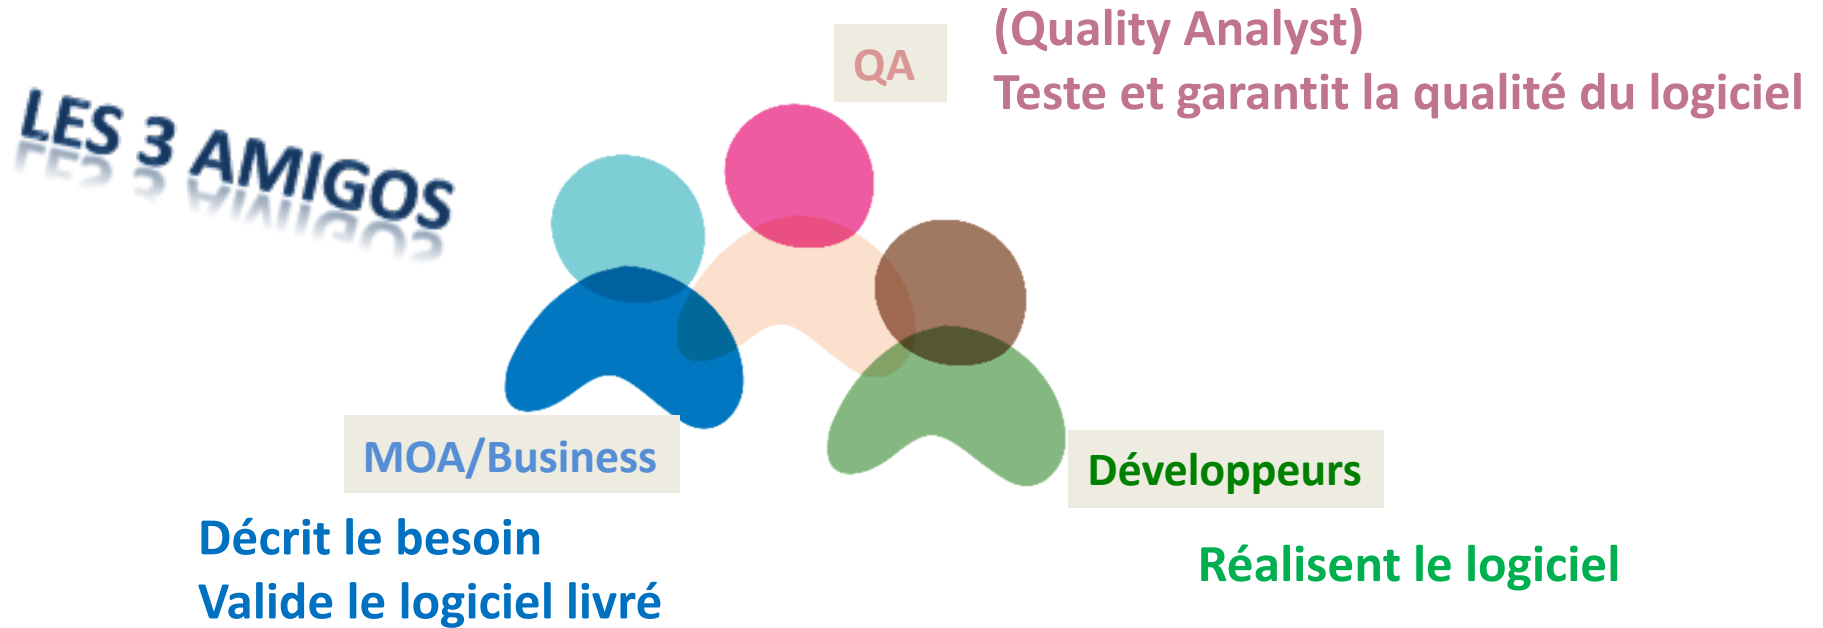 LES 3 AMIGOS
QA
(Quality Analyst)
Teste et garantit la qualité du logiciel
MOA/Business
Décrit le besoin
Valide le logiciel livré
Développeurs
Réalisent le logiciel